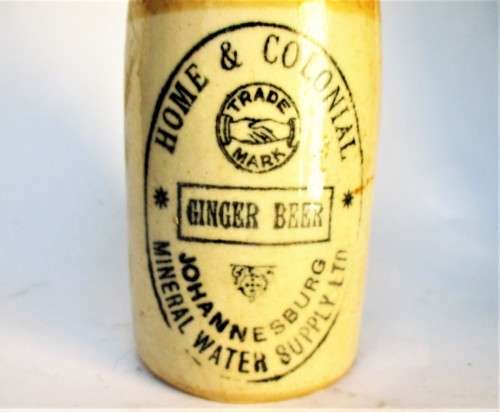 HOME & COLONIAL
TRADE
MARK
GINGER BEER
JOHANNESBURG
MINERAL WATER SUPPLY LTD